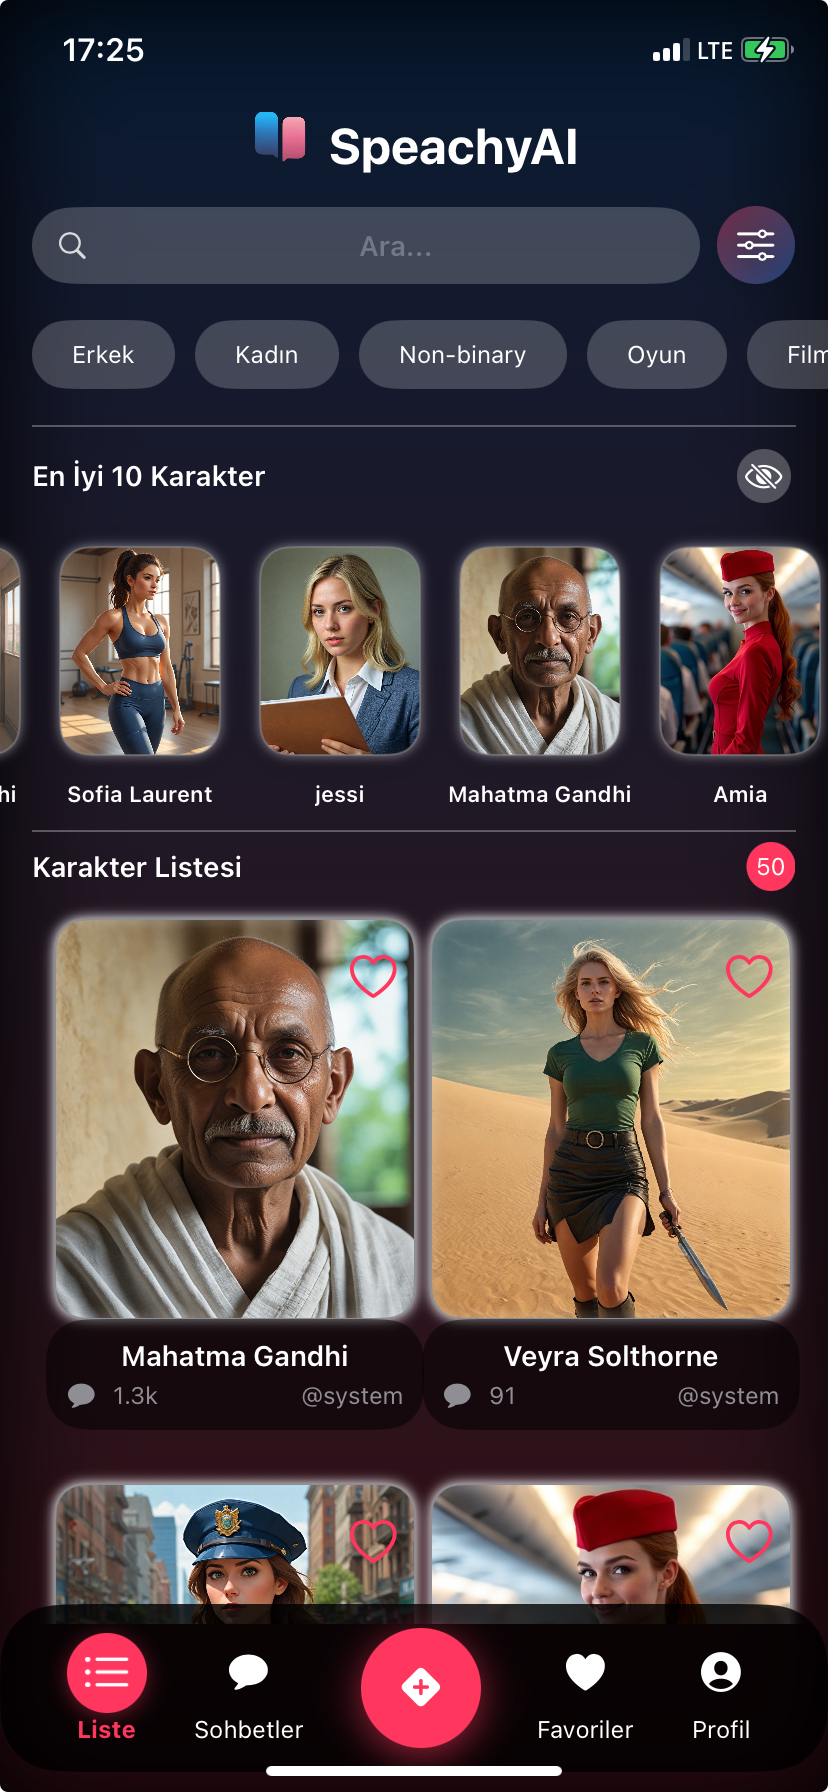 17:25
LTE
SpeachyAI
Ara...
Erkek
Kadın
Non-binary
Oyun
Film
En İyi 10 Karakter
hi
Sofia Laurent
jessi
Mahatma Gandhi
Amia
Karakter Listesi
50
Mahatma Gandhi
1.3k
@system
Veyra Solthorne
91
@system
Liste
Sohbetler
Favoriler
Profil